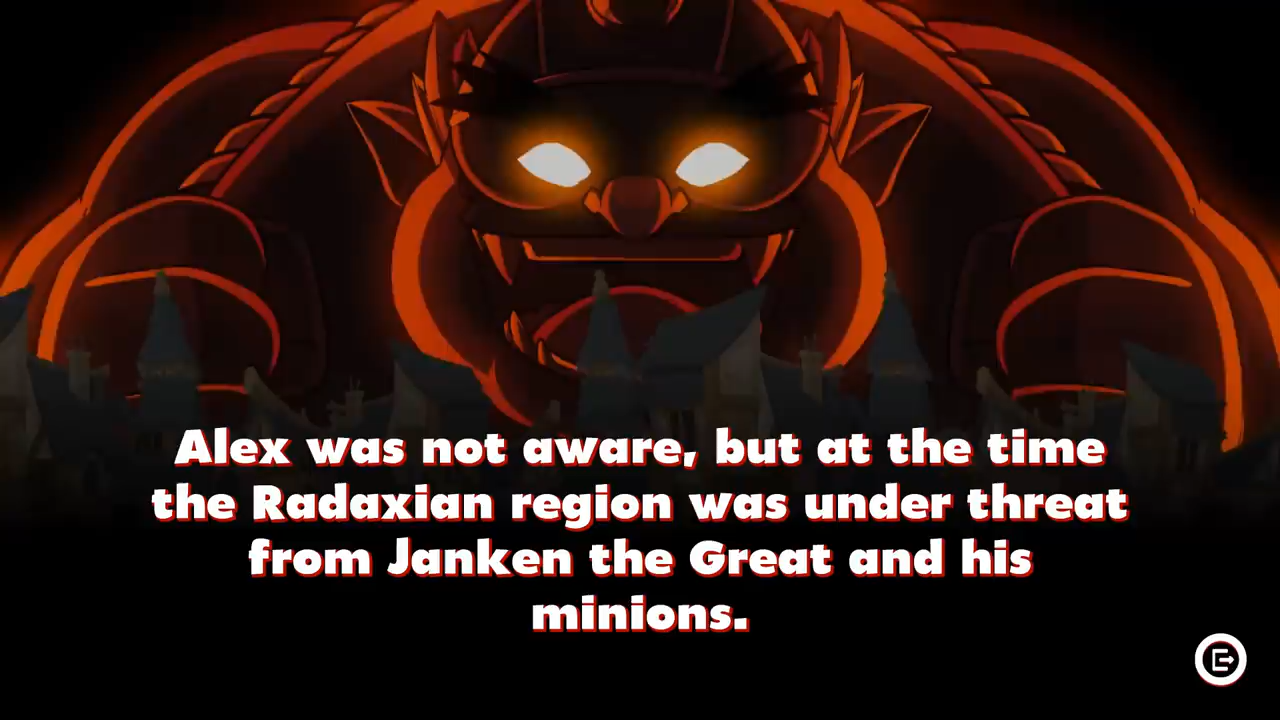 Alex was not aware, but at the time
the Radaxian region was under threat
from Janken the Great and his
minions.